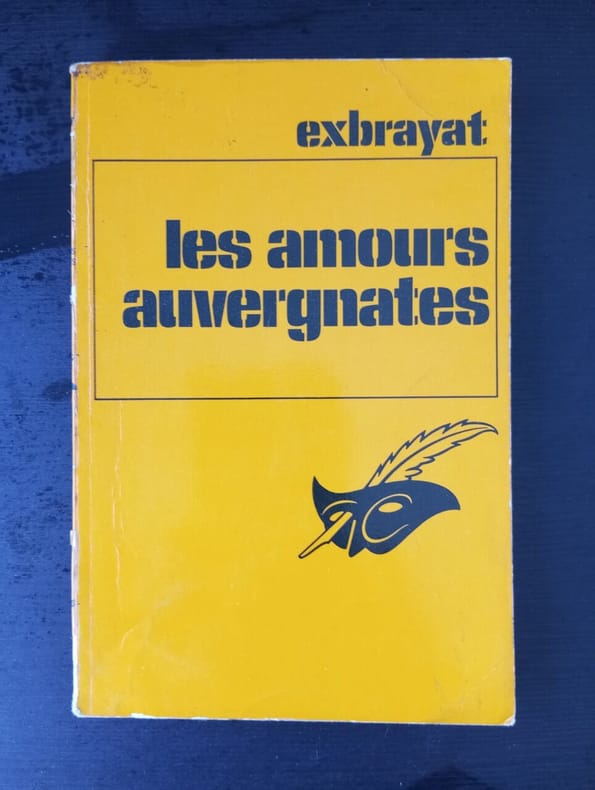 exbrayat
les amours
auvergnates